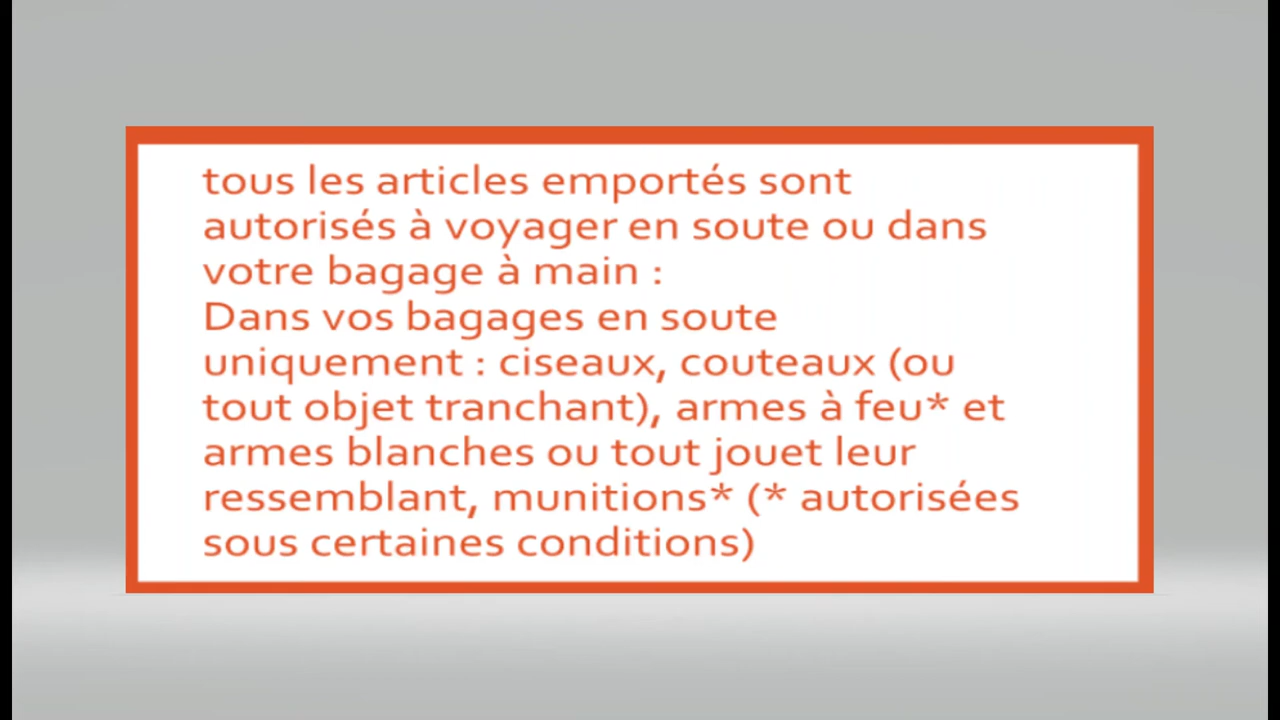 tous les articles emportés sont
autorisés à voyager en soute ou dans
votre bagage à main :
Dans vos bagages en soute
uniquement : ciseaux, couteaux (ou
tout objet tranchant), armes à feu* et
armes blanches ou tout jouet leur
ressemblant, munitions* (* autorisées
sous certaines conditions)